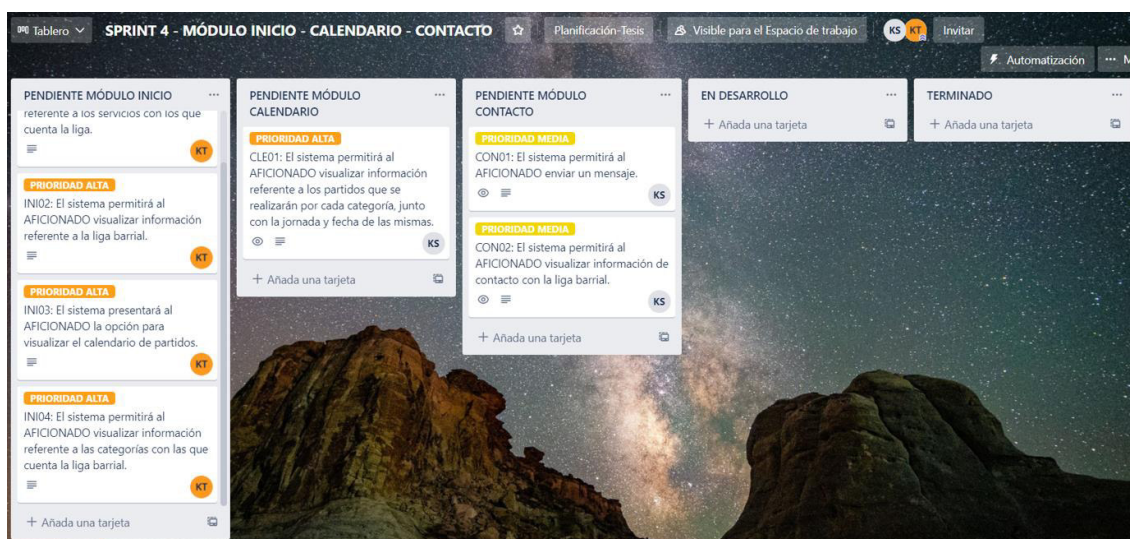 Tablero
SPRINT 4 - MÓDULO INICIO - CALENDARIO - CONTACTO
Planificación-Tesis
Visible para el Espacio de trabajo
KS
KT
Invitar
Automatización
··· M
PENDIENTE MÓDULO INICIO
referente a los servicios con los que
cuenta la liga.
KT
PRIORIDAD ALTA
INI02: El sistema permitirá al
AFICIONADO visualizar información
referente a la liga barrial.
KT
PRIORIDAD ALTA
INI03: El sistema presentará al
AFICIONADO la opción para
visualizar el calendario de partidos.
KT
PRIORIDAD ALTA
INI04: El sistema permitirá al
AFICIONADO visualizar información
referente a las categorías con las que
cuenta la liga barrial.
KT
+ Añada una tarjeta
PENDIENTE MÓDULO
CALENDARIO
PRIORIDAD ALTA
CLE01: El sistema permitirá al
AFICIONADO visualizar información
referente a los partidos que se
realizarán por cada categoría, junto
con la jornada y fecha de las mismas.
KS
+ Añada una tarjeta
PENDIENTE MÓDULO
CONTACTO
PRIORIDAD MEDIA
CON01: El sistema permitirá al
AFICIONADO enviar un mensaje.
KS
PRIORIDAD MEDIA
CON02: El sistema permitirá al
AFICIONADO visualizar información de
contacto con la liga barrial.
KS
+ Añada una tarjeta
EN DESARROLLO
+ Añada una tarjeta
TERMINADO
+ Añada una tarjeta